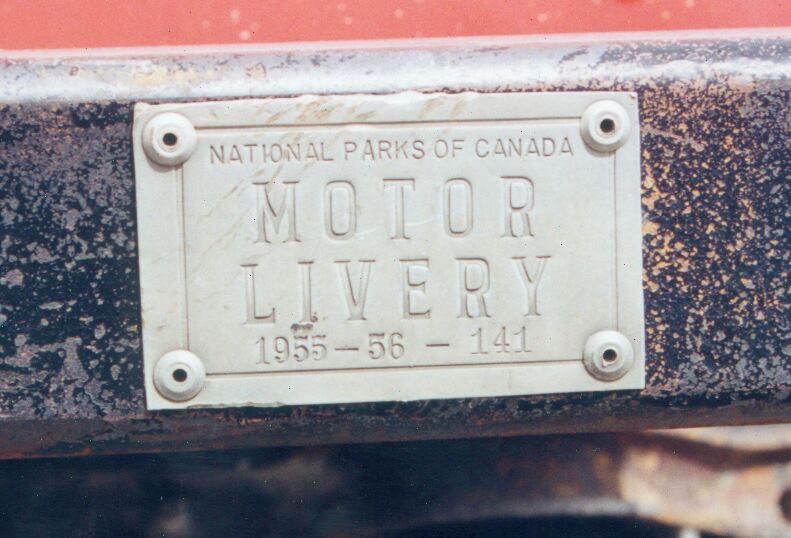 NATIONAL PARKS OF CANADA
MOTOR
LIVERY
1955-56-141